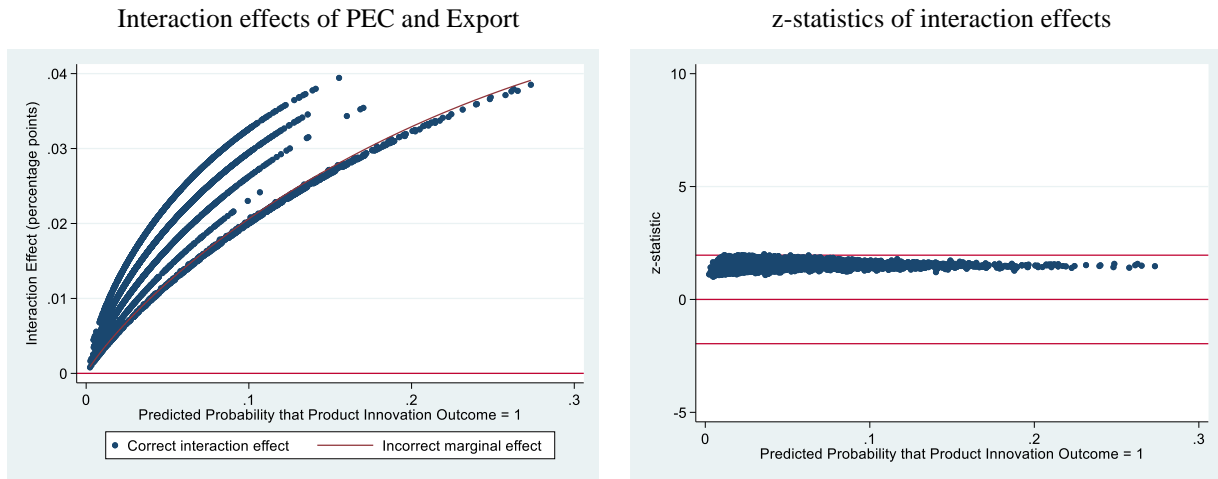 Interaction effects of PEC and Export
Interaction Effect (percentage points)
.04
.03
.02
.01
0
0 .1 .2 .3
Predicted Probability that Product Innovation Outcome = 1
Correct interaction effect Incorrect marginal effect
z-statistics of interaction effects
z-statistic
10
5
0
-5
0 .1 .2 .3
Predicted Probability that Product Innovation Outcome = 1